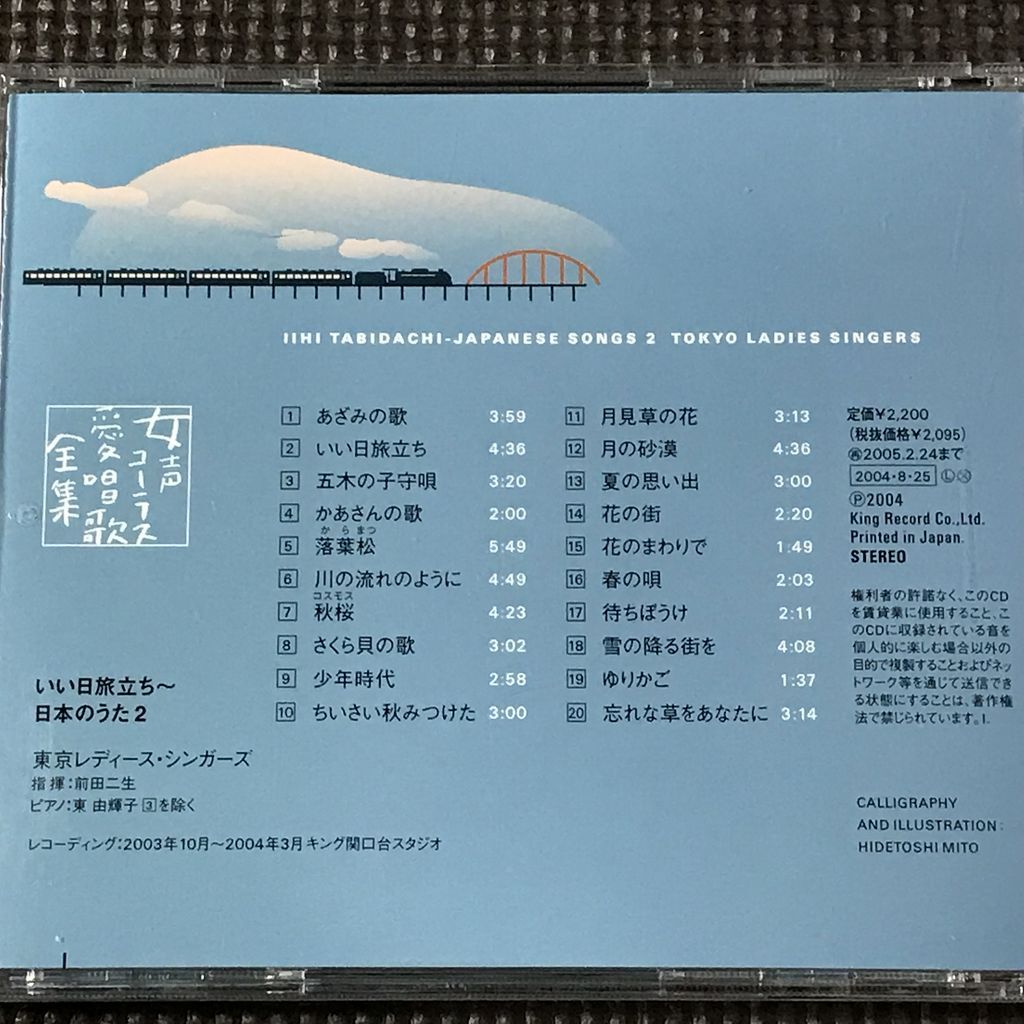 IIHI TABIDACHI-JAPANESE SONGS 2 TOKYO LADIES SINGERS
女声
コーラス
愛唱歌
全集
いい日旅立ち〜
日本のうた2
東京レディース・シンガーズ
指揮:前田二生
ピアノ:東 由輝子 3を除く
レコーディング:2003年10月〜2004年3月 キング関口台スタジオ
1 あざみの歌 3:59
2 いい日旅立ち 4:36
3 五木の子守唄 3:20
4 かあさんの歌 2:00
からまつ
5 落葉松 5:49
6 川の流れのように 4:49
コスモス
7 秋桜 4:23
8 さくら貝の歌 3:02
9 少年時代 2:58
10 ちいさい秋みつけた 3:00
11 月見草の花 3:13
12 月の砂漠 4:36
13 夏の思い出 3:00
14 花の街 2:20
15 花のまわりで 1:49
16 春の唄 2:03
17 待ちぼうけ 2:11
18 雪の降る街を 4:08
19 ゆりかご 1:37
20 忘れな草をあなたに 3:14
定価¥2,200
(税抜価格¥2,095)
㊢2005.2.24まで
2004・8・25 Ⓛ
Ⓟ2004
King Record Co.,Ltd.
Printed in Japan.
STEREO
権利者の許諾なく、このCD
を賃貸業に使用すること、こ
のCDに収録されている音を
個人的に楽しむ場合以外の
目的で複製することおよびネッ
トワーク等を通じて送信でき
る状態にすることは、著作権
法で禁じられています。I.
CALLIGRAPHY
AND ILLUSTRATION:
HIDETOSHI MITO